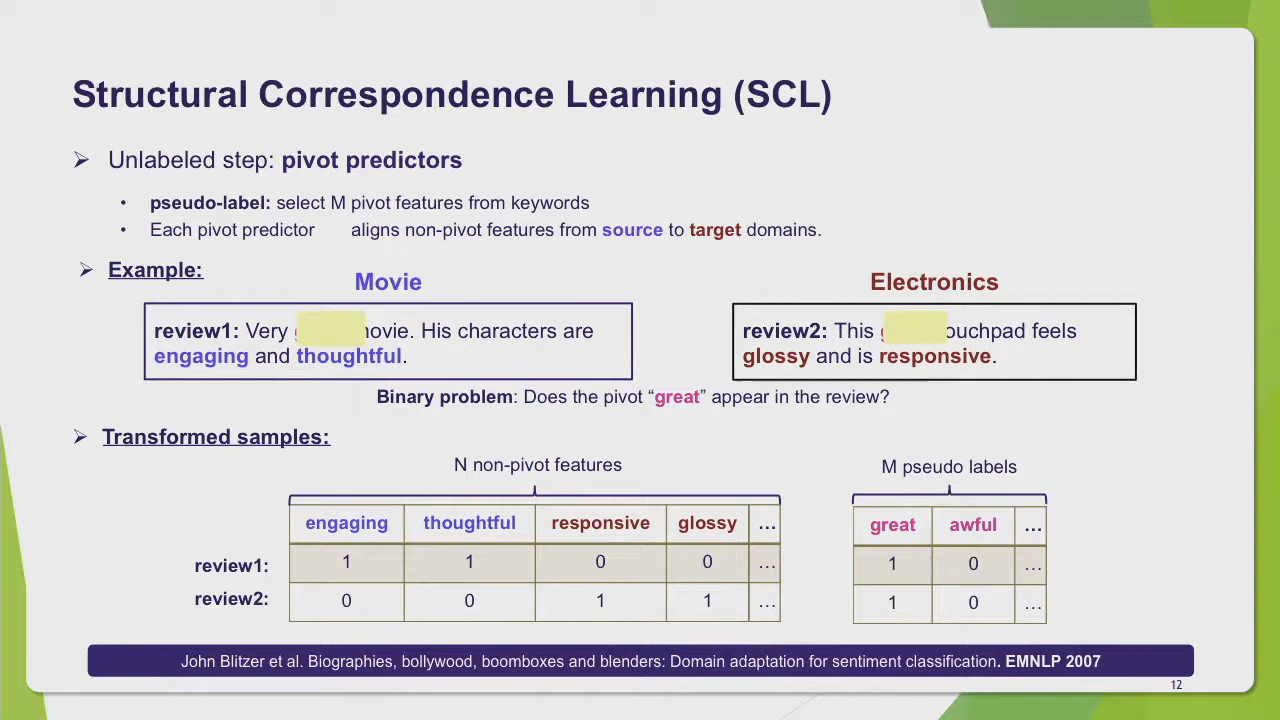 Structural Correspondence Learning (SCL)
Unlabeled step: pivot predictors
pseudo-label: select M pivot features from keywords
Each pivot predictor aligns non-pivot features from source to target domains.
Example:
Movie
review1: Very movie. His characters are
engaging and thoughtful.
Electronics
review2: This touchpad feels
glossy and is responsive.
Binary problem: Does the pivot “great” appear in the review?
Transformed samples:
N non-pivot features
M pseudo labels
engaging thoughtful responsive glossy ...
great awful ...
review1: 1 1 0 0 ... 1 0 ...
review2: 0 0 1 1 ... 1 0 ...
John Blitzer et al. Biographies, bollywood, boomboxes and blenders: Domain adaptation for sentiment classification. EMNLP 2007
12